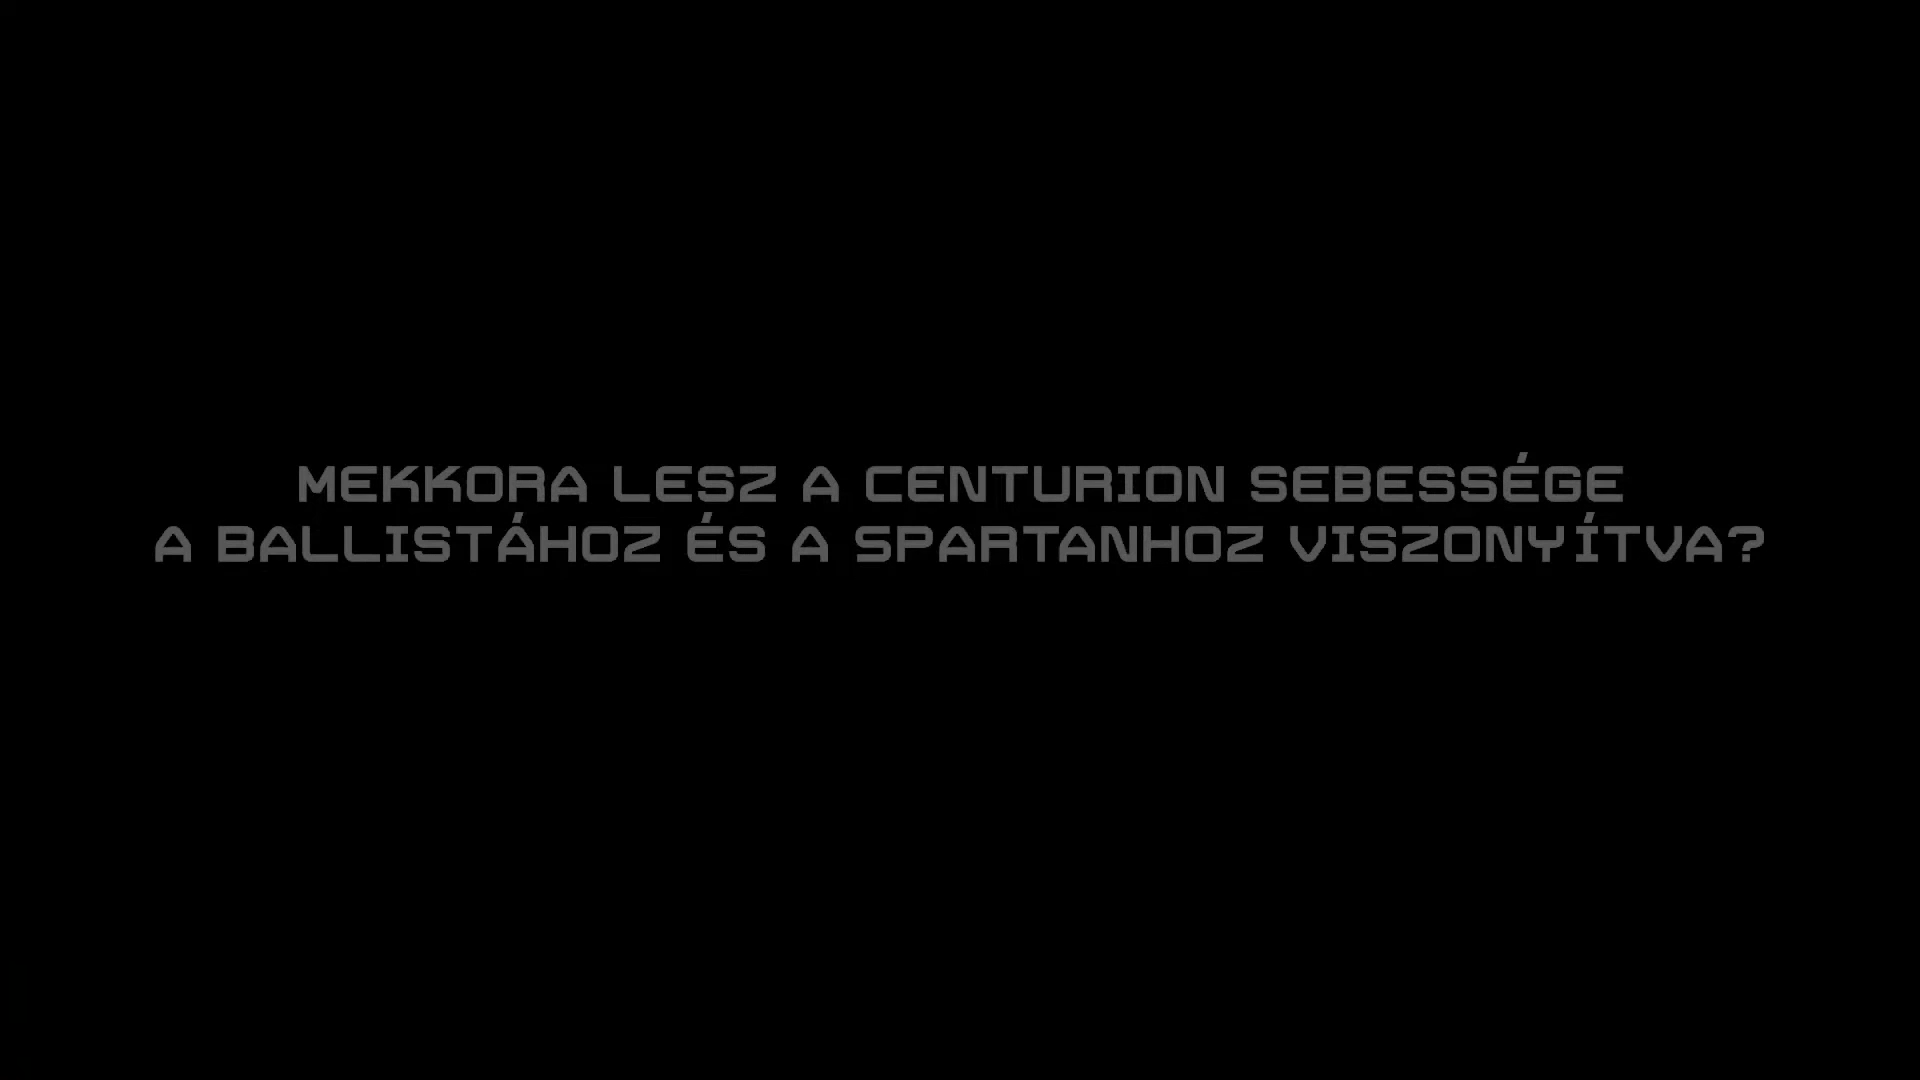 MEKKORA LESZ A CENTURION SEBESSÉGE
A BALLISTÁHOZ ÉS A SPARTANHOZ VISZONYÍTVA?